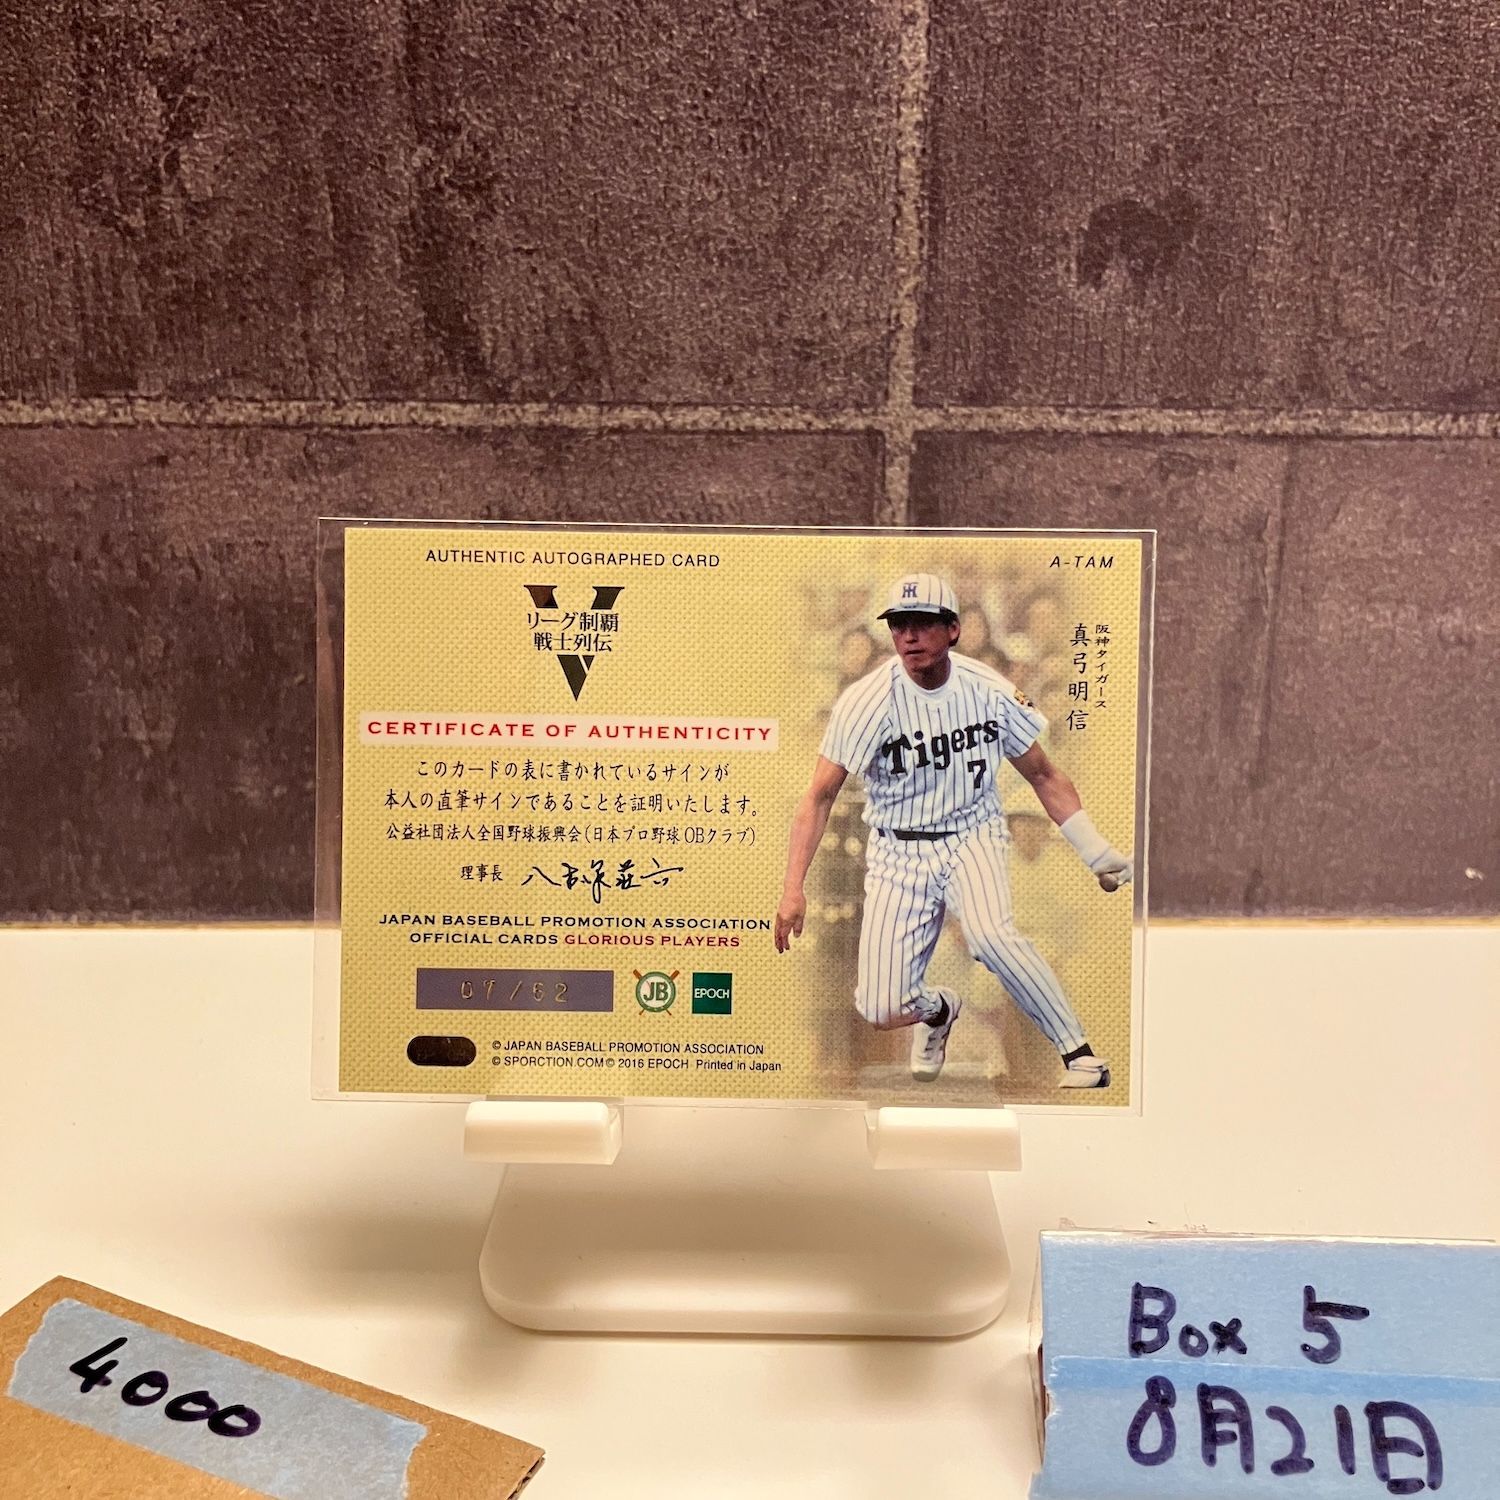 AUTHENTIC AUTOGRAPHED CARD
A-TAM
リーグ制覇
戦士列伝
阪神タイガース
真弓明信
Tigers
7
CERTIFICATE OF AUTHENTICITY
このカードの表に書かれているサインが
本人の直筆サインであることを証明いたします。
公益社団法人全国野球振興会(日本プロ野球OBクラブ)
理事長
JAPAN BASEBALL PROMOTION ASSOCIATION
OFFICIAL CARDS GLORIOUS PLAYERS
07/62
JB
EPOCH
© JAPAN BASEBALL PROMOTION ASSOCIATION
© SPORCTION.COM © 2016 EPOCH Printed in Japan
4000
Box 5
8月21日